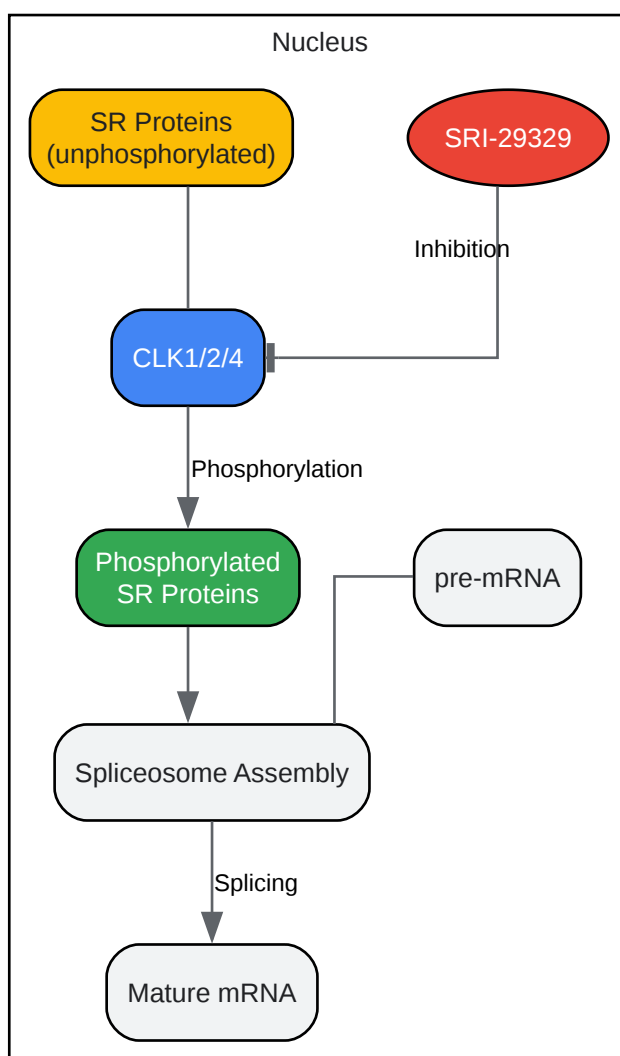 Nucleus
SR Proteins
(unphosphorylated)
SRI-29329
Inhibition
CLK1/2/4
Phosphorylation
Phosphorylated
SR Proteins
pre-mRNA
Spliceosome Assembly
Splicing
Mature mRNA